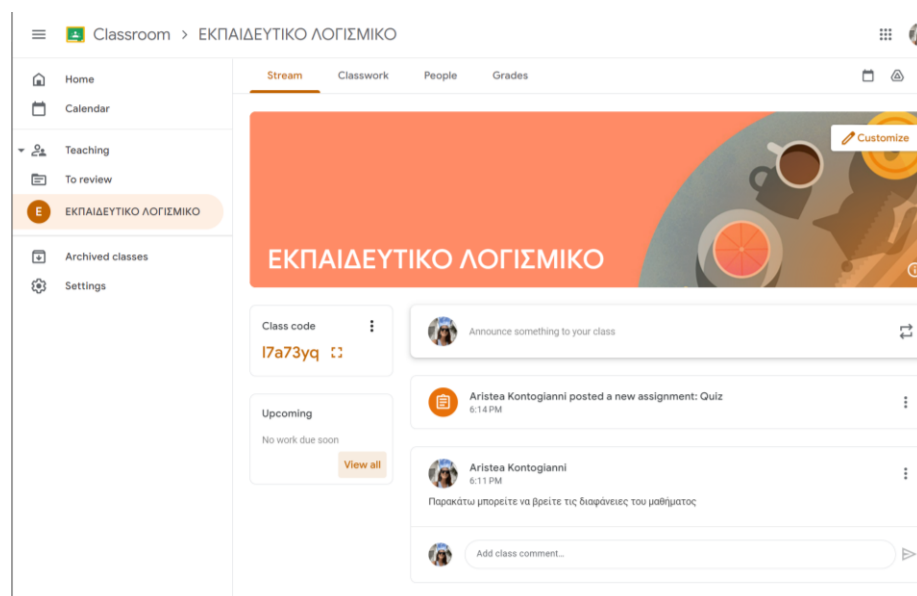 Classroom > ΕΚΠΑΙΔΕΥΤΙΚΟ ΛΟΓΙΣΜΙΚΟ
Home
Calendar
Teaching
To review
E ΕΚΠΑΙΔΕΥΤΙΚΟ ΛΟΓΙΣΜΙΚΟ
Archived classes
Settings
Stream Classwork People Grades
Customize
ΕΚΠΑΙΔΕΥΤΙΚΟ ΛΟΓΙΣΜΙΚΟ
Class code
l7a73yq
Upcoming
No work due soon
View all
Announce something to your class
Aristea Kontogianni posted a new assignment: Quiz
6:14 PM
Aristea Kontogianni
6:11 PM
Παρακάτω μπορείτε να βρείτε τις διαφάνειες του μαθήματος
Add class comment...